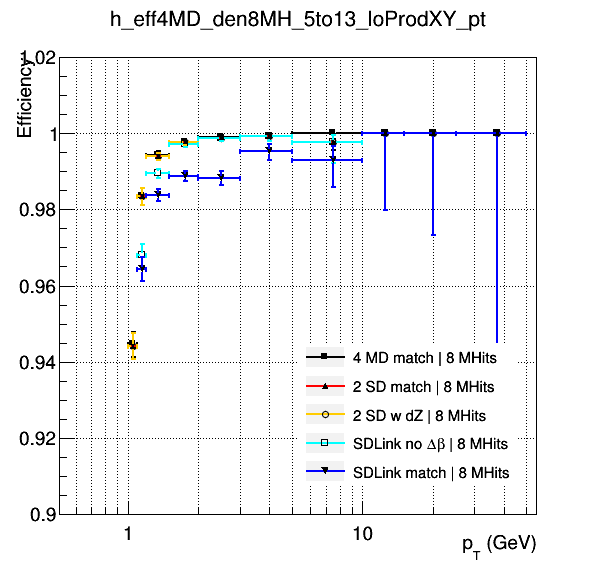 h_eff4MD_den8MH_5to13_loProdXY_pt
Efficiency
1.02
1
0.98
0.96
0.94
0.92
0.9
4 MD match | 8 MHits
2 SD match | 8 MHits
2 SD w dZ | 8 MHits
SDLink no Δβ | 8 MHits
SDLink match | 8 MHits
1
10
p_T (GeV)